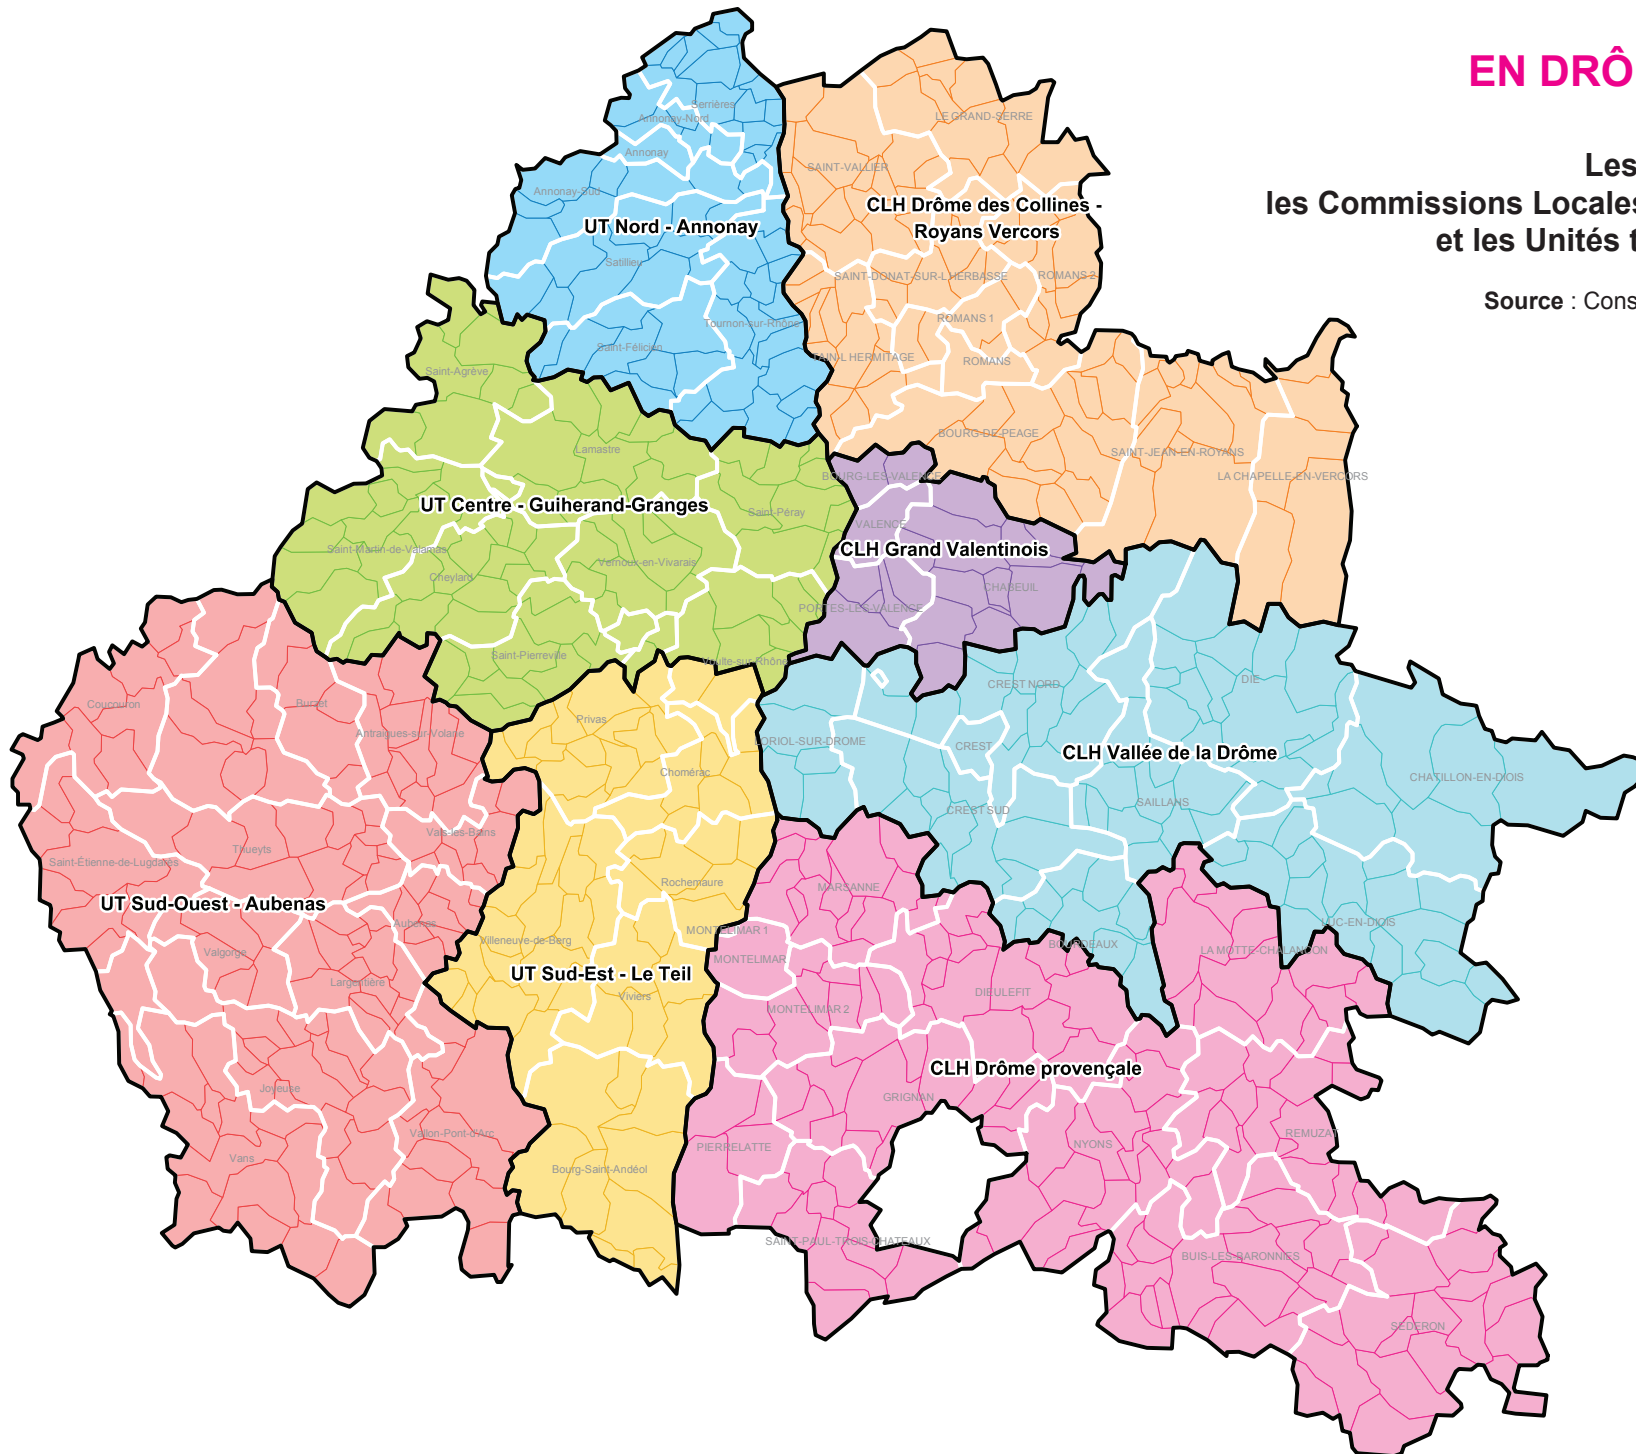 EN DRÔ
Les
les Commissions Locales
et les Unités t
Source : Cons
Serrières
Annonay-Nord
Annonay
Annonay-Sud
UT Nord - Annonay
Satillieu
Tournon-sur-Rhône
Saint-Félicien
LE GRAND-SERRE
SAINT-VALLIER
CLH Drôme des Collines -
Royans Vercors
SAINT-DONAT-SUR-L HERBASSE
ROMANS 2
ROMANS 1
TAIN-L HERMITAGE
ROMANS
BOURG-DE-PEAGE
SAINT-JEAN-EN-ROYANS
LA CHAPELLE-EN-VERCORS
Saint-Agrève
Lamastre
UT Centre - Guiherand-Granges
Saint-Péray
Saint-Martin-de-Valamas
Cheylard
Vernoux-en-Vivarais
Saint-Pierreville
Voulte-sur-Rhône
BOURG-LES-VALENCE
VALENCE
CLH Grand Valentinois
CHABEUIL
PORTES-LES-VALENCE
CREST NORD
DIE
LORIOL-SUR-DROME
CREST
CLH Vallée de la Drôme
CHATILLON-EN-DIOIS
CREST SUD
SAILLANS
LUC-EN-DIOIS
BOURDEAUX
Coucouron
Burzet
Antraigues-sur-Volane
Vals-les-Bains
Thueyts
Saint-Étienne-de-Lugdarès
UT Sud-Ouest - Aubenas
Aubenas
Valgorge
Largentière
Joyeuse
Vallon-Pont-d'Arc
Vans
Privas
Chomérac
Rochemaure
Villeneuve-de-Berg
UT Sud-Est - Le Teil
Viviers
Bourg-Saint-Andéol
MARSANNE
MONTELIMAR 1
MONTELIMAR
LA MOTTE-CHALANCON
DIEULEFIT
MONTELIMAR 2
CLH Drôme provençale
GRIGNAN
PIERRELATTE
NYONS
REMUZAT
SAINT-PAUL-TROIS-CHATEAUX
BUIS-LES-BARONNIES
SEDERON